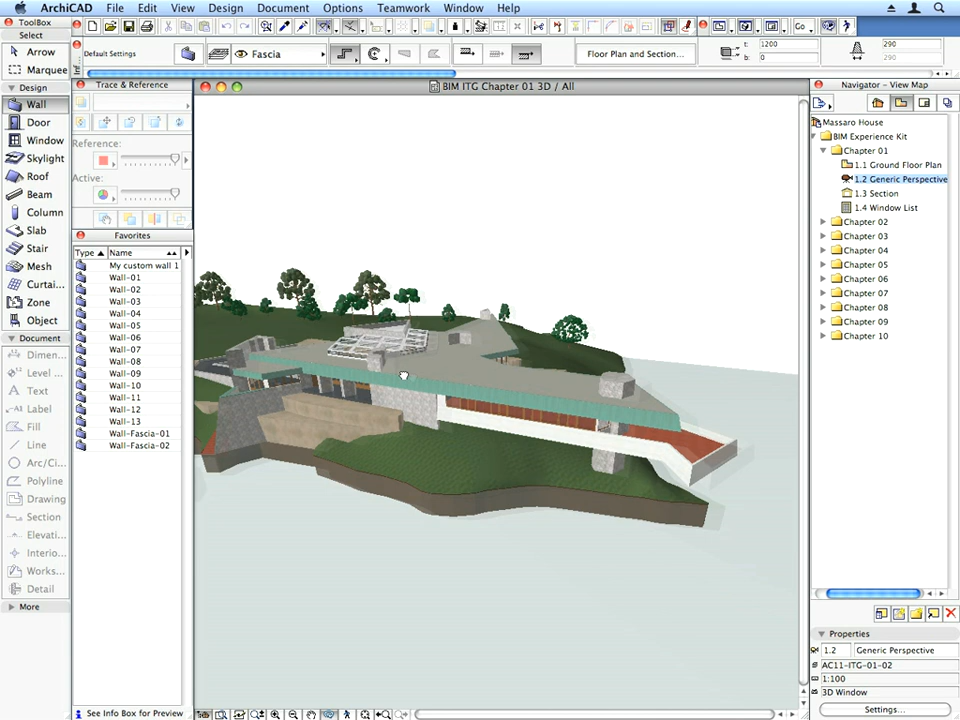 ArchiCAD File Edit View Design Document Options Teamwork Window Help
ToolBox
Select
Arrow
Marquee
Design
Wall
Door
Window
Skylight
Roof
Beam
Column
Slab
Stair
Mesh
Curtai...
Zone
Object
Document
Dimen...
Level ...
Text
Label
Fill
Line
Arc/Ci...
Polyline
Drawing
Section
Elevati...
Interio...
Works...
Detail
More
Go
Default Settings
Fascia
Floor Plan and Section...
t: 1200
b: 0
290
290
Trace & Reference
Reference:
Active:
Favorites
Type Name
My custom wall 1
Wall-01
Wall-02
Wall-03
Wall-04
Wall-05
Wall-06
Wall-07
Wall-08
Wall-09
Wall-10
Wall-11
Wall-12
Wall-13
Wall-Fascia-01
Wall-Fascia-02
See Info Box for Preview
BIM ITG Chapter 01 3D / All
Navigator - View Map
Massaro House
BIM Experience Kit
Chapter 01
1.1 Ground Floor Plan
1.2 Generic Perspective
1.3 Section
1.4 Window List
Chapter 02
Chapter 03
Chapter 04
Chapter 05
Chapter 06
Chapter 07
Chapter 08
Chapter 09
Chapter 10
Properties
1.2 Generic Perspective
AC11-ITG-01-02
1:100
3D Window
Settings...